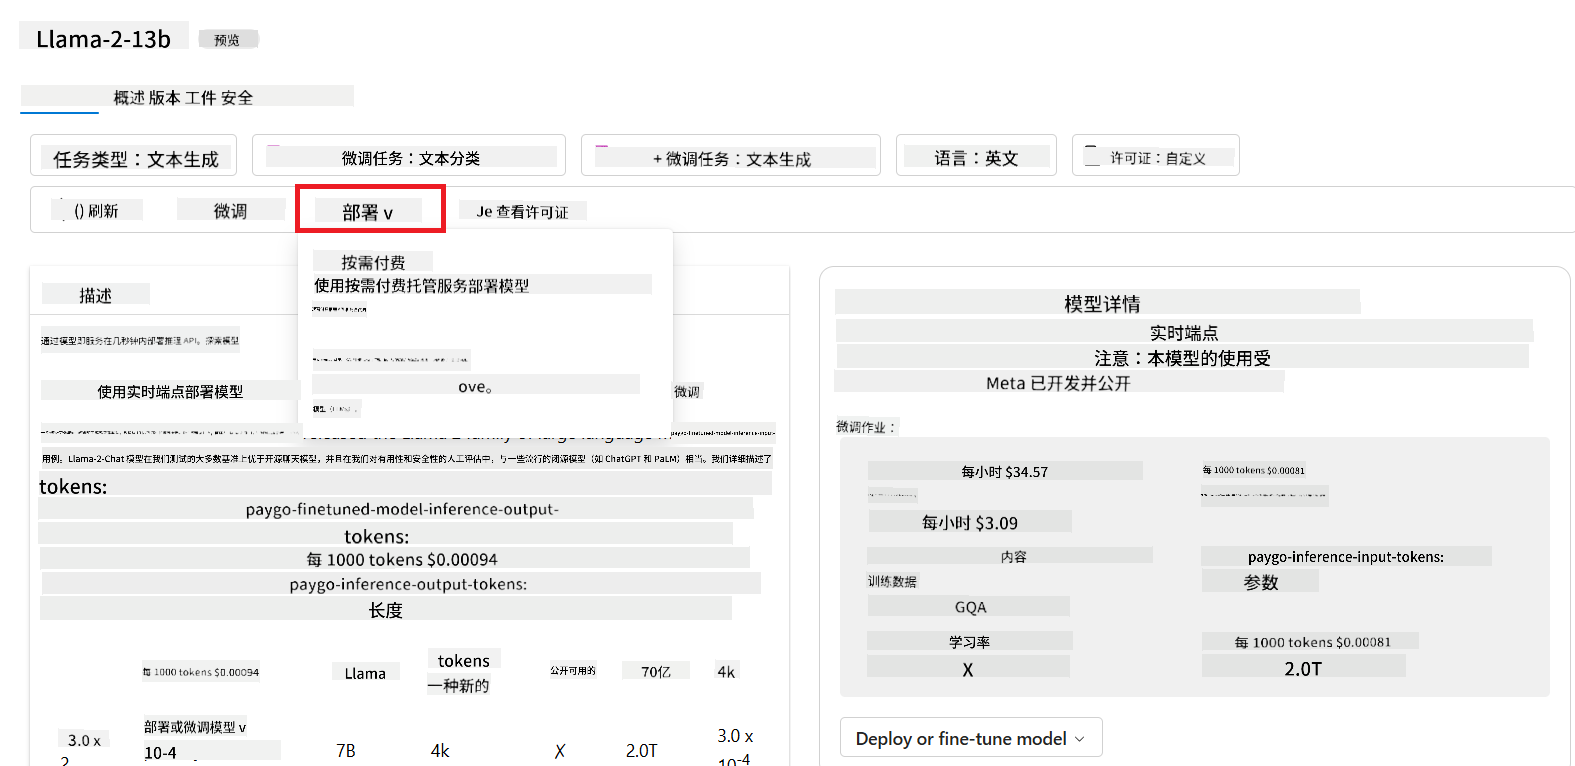 Llama-2-13b 预览
概述 版本 工件 安全
任务类型：文本生成
微调任务：文本分类
+ 微调任务：文本生成
语言：英文
许可证：自定义
() 刷新
微调
部署 v
Je 查看许可证
按需付费
使用按需付费托管服务部署模型
ove。
描述
通过模型即服务在几秒钟内部署推理 API。探索模型
使用实时端点部署模型
微调
released the Llama 2 family of large language m
paygo-finetuned-model-inference-input-
用例。Llama-2-Chat 模型在我们测试的大多数基准上优于开源聊天模型，并且在我们对有用性和安全性的人工评估中，与一些流行的闭源模型（如 ChatGPT 和 PaLM）相当。我们详细描述了
tokens:
paygo-finetuned-model-inference-output-
tokens:
每 1000 tokens $0.00094
paygo-inference-output-tokens:
长度
每 1000 tokens $0.00094
Llama
tokens
一种新的
公开可用的
70亿
4k
3.0 x
2
部署或微调模型 v
10-4
7B
4k
X
2.0T
3.0 x
10-4
模型详情
实时端点
注意：本模型的使用受
Meta 已开发并公开
微调作业：
每小时 $34.57
每 1000 tokens $0.00081
每小时 $3.09
内容
paygo-inference-input-tokens:
训练数据
参数
GQA
学习率
每 1000 tokens $0.00081
X
2.0T
Deploy or fine-tune model